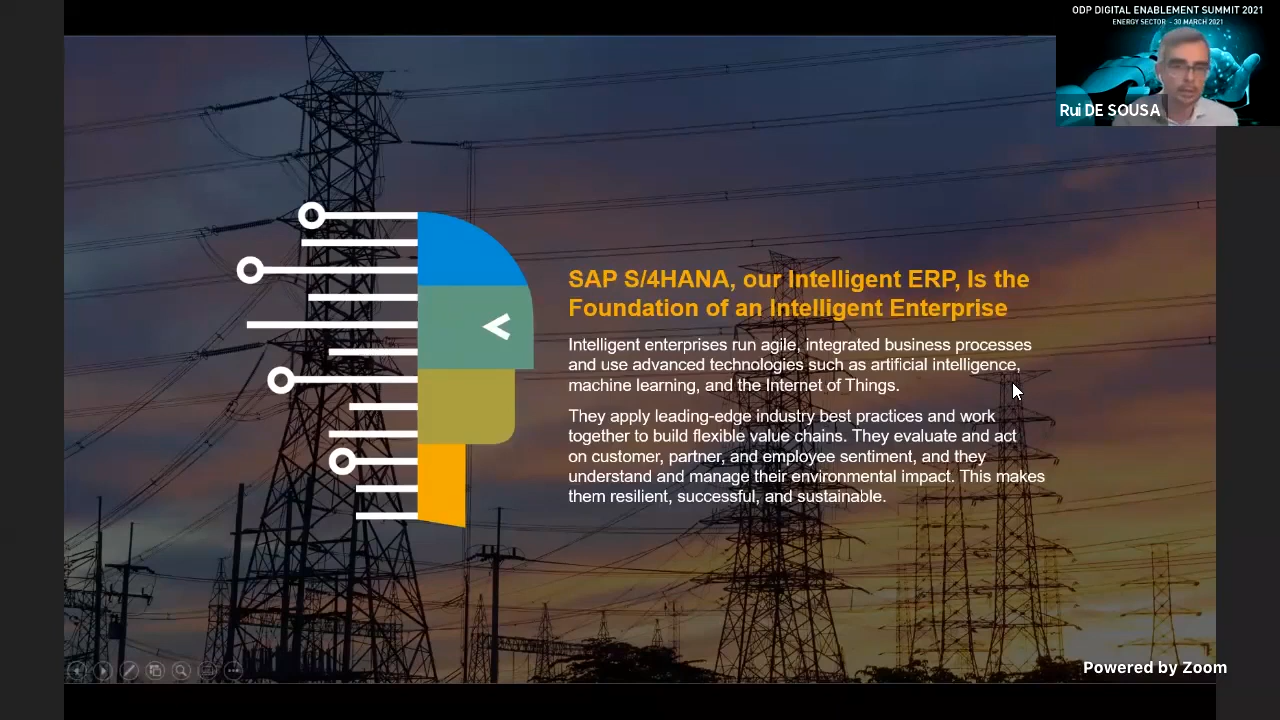 ODP DIGITAL ENABLEMENT SUMMIT 2021
ENERGY SECTOR - 30 MARCH 2021
Rui DE SOUSA
SAP S/4HANA, our Intelligent ERP, Is the
Foundation of an Intelligent Enterprise
Intelligent enterprises run agile, integrated business processes
and use advanced technologies such as artificial intelligence,
machine learning, and the Internet of Things.
They apply leading-edge industry best practices and work
together to build flexible value chains. They evaluate and act
on customer, partner, and employee sentiment, and they
understand and manage their environmental impact. This makes
them resilient, successful, and sustainable.
Powered by Zoom